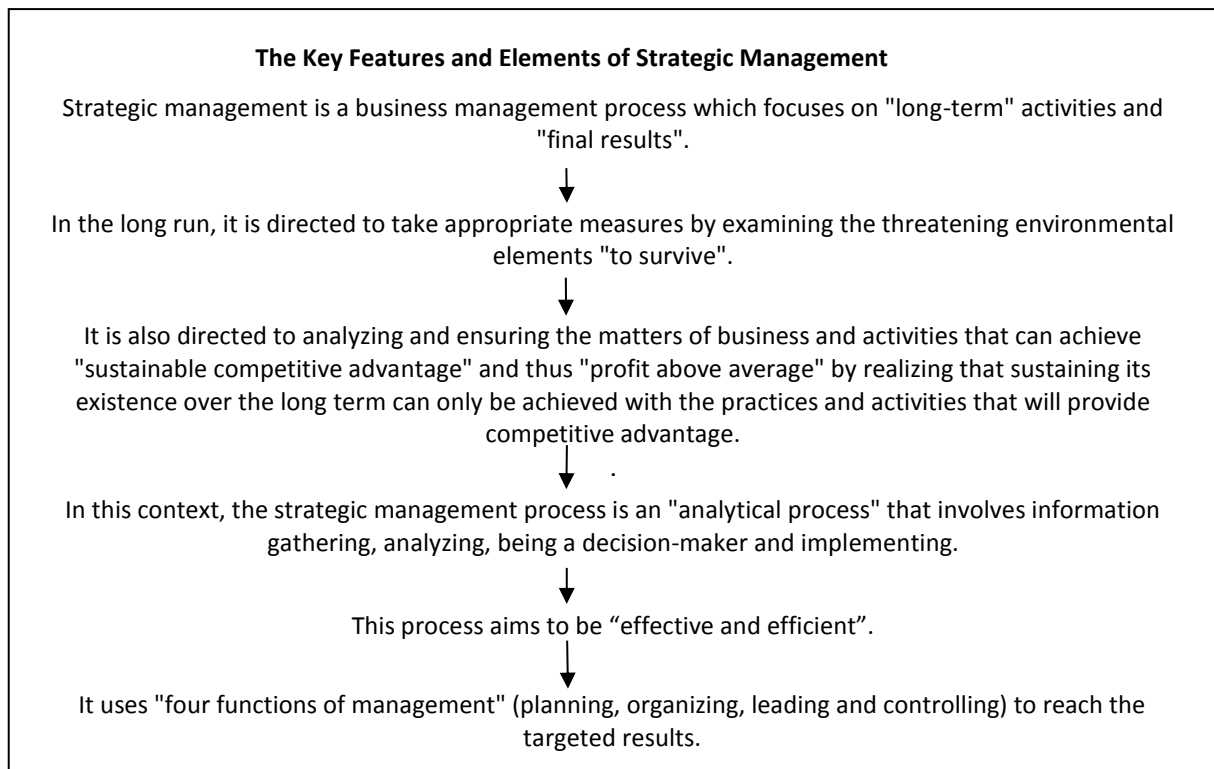 The Key Features and Elements of Strategic Management
Strategic management is a business management process which focuses on "long-term" activities and
"final results".
In the long run, it is directed to take appropriate measures by examining the threatening environmental
elements "to survive".
It is also directed to analyzing and ensuring the matters of business and activities that can achieve
"sustainable competitive advantage" and thus "profit above average" by realizing that sustaining its
existence over the long term can only be achieved with the practices and activities that will provide
competitive advantage.
.
In this context, the strategic management process is an "analytical process" that involves information
gathering, analyzing, being a decision-maker and implementing.
This process aims to be “effective and efficient”.
It uses "four functions of management" (planning, organizing, leading and controlling) to reach the
targeted results.